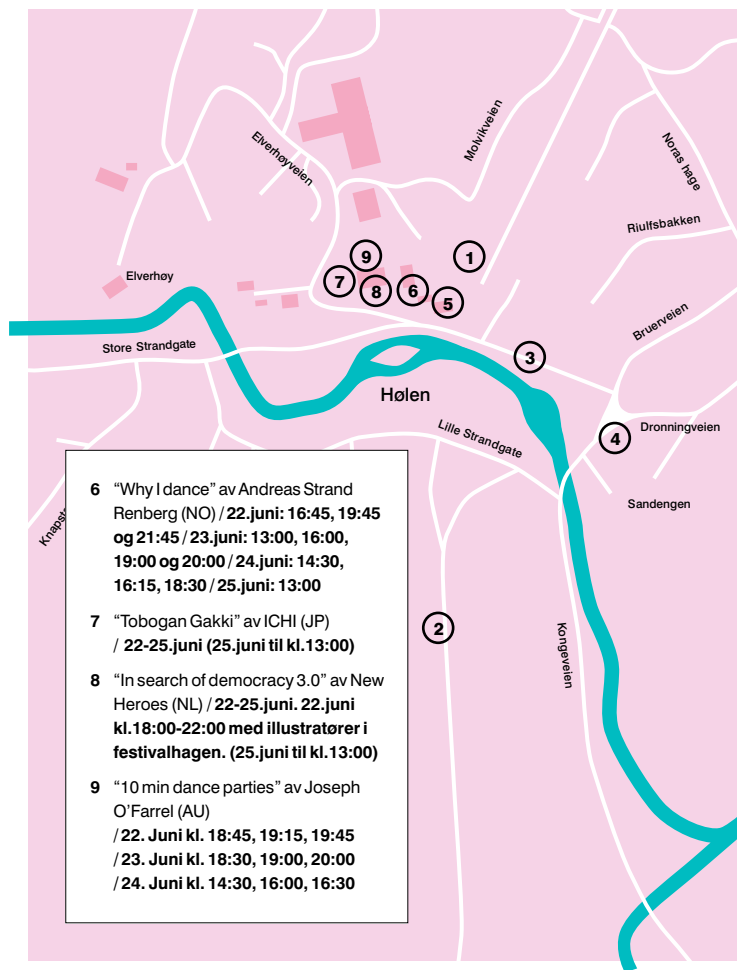 Molvikveien
Elverhøyveien
Noras hage
Riulfsbakken
9
1
7
8
6
5
Elverhøy
Bruerveien
Store Strandgate
3
Hølen
Lille Strandgate
Dronningveien
4
Sandengen
Kongeveien
2
6 “Why I dance” av Andreas Strand
Renberg (NO) / 22.juni: 16:45, 19:45
og 21:45 / 23.juni: 13:00, 16:00,
19:00 og 20:00 / 24.juni: 14:30,
16:15, 18:30 / 25.juni: 13:00
7 “Tobogan Gakki” av ICHI (JP)
/ 22-25.juni (25.juni til kl.13:00)
8 “In search of democracy 3.0” av New
Heroes (NL) / 22-25.juni. 22.juni
kl.18:00-22:00 med illustratører i
festivalhagen. (25.juni til kl.13:00)
9 “10 min dance parties” av Joseph
O’Farrel (AU)
/ 22. Juni kl. 18:45, 19:15, 19:45
/ 23. Juni kl. 18:30, 19:00, 20:00
/ 24. Juni kl. 14:30, 16:00, 16:30